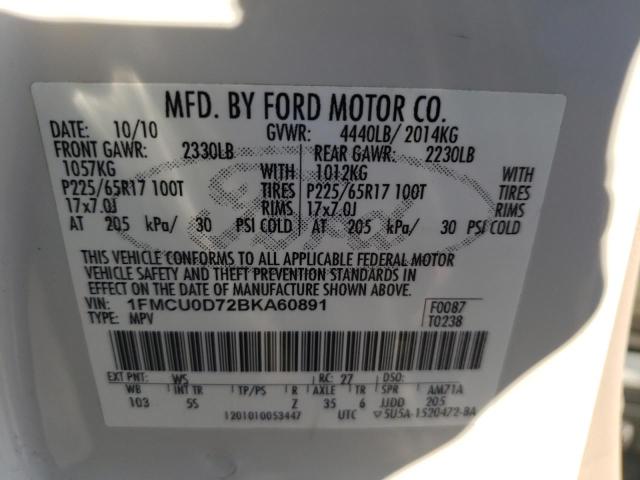 MFD. BY FORD MOTOR CO.
DATE: 10/10 GVWR: 4440LB/ 2014KG
FRONT GAWR: 2330LB REAR GAWR: 2230LB
1057KG WITH 1012KG WITH
P225/65R17 100T TIRES P225/65R17 100T TIRES
17x7.0J RIMS 17x7.0J RIMS
AT 205 kPa/ 30 PSI COLD AT 205 kPa/ 30 PSI COLD
THIS VEHICLE CONFORMS TO ALL APPLICABLE FEDERAL MOTOR
VEHICLE SAFETY AND THEFT PREVENTION STANDARDS IN
EFFECT ON THE DATE OF MANUFACTURE SHOWN ABOVE.
VIN: 1FMCU0D72BKA60891 F0087
TYPE: MPV T0238
EXT PNT: WS RC: 27 DSO:
WB INT TR TP/PS R AXLE TR SPR AM71A
103 5S Z 35 6 JJDD 205
1201010053447 UTC 5U5A-1520472-BA
Ford